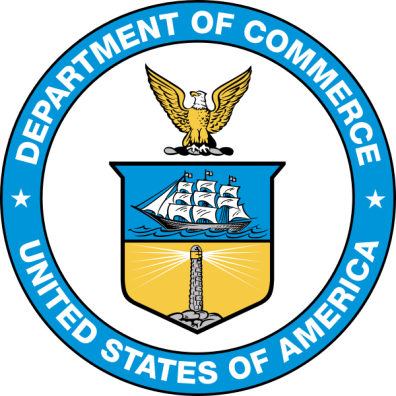 DEPARTMENT OF COMMERCE
UNITED STATES OF AMERICA